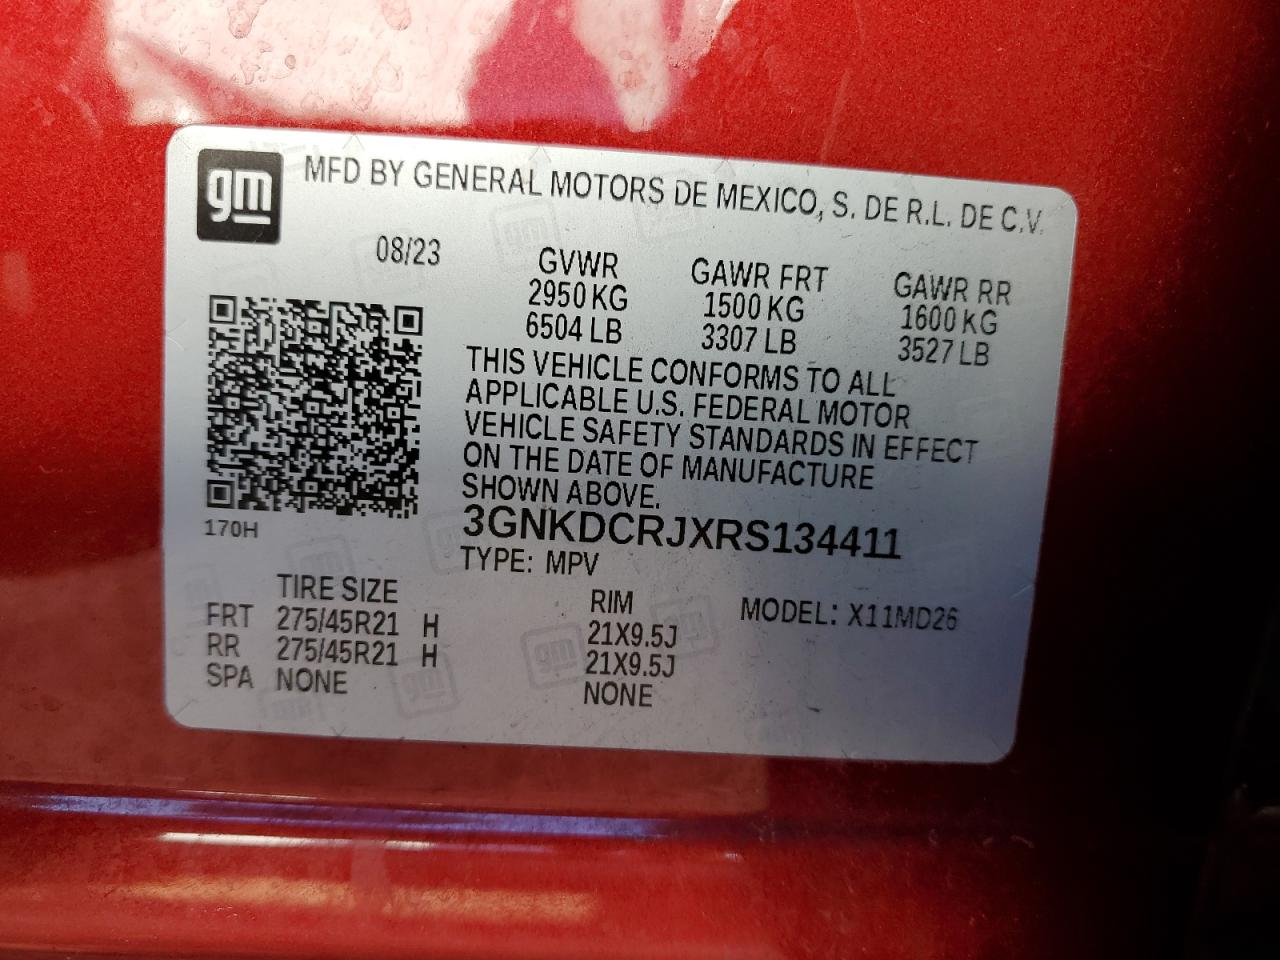 gm
MFD BY GENERAL MOTORS DE MEXICO, S. DE R.L. DE C.V.
08/23
GVWR GAWR FRT GAWR RR
2950 KG 1500 KG 1600 KG
6504 LB 3307 LB 3527 LB
THIS VEHICLE CONFORMS TO ALL
APPLICABLE U.S. FEDERAL MOTOR
VEHICLE SAFETY STANDARDS IN EFFECT
ON THE DATE OF MANUFACTURE
SHOWN ABOVE.
170H
3GNKDCRJXRS134411
TYPE: MPV
TIRE SIZE RIM MODEL: X11MD26
FRT 275/45R21 H 21X9.5J
RR 275/45R21 H 21X9.5J
SPA NONE NONE